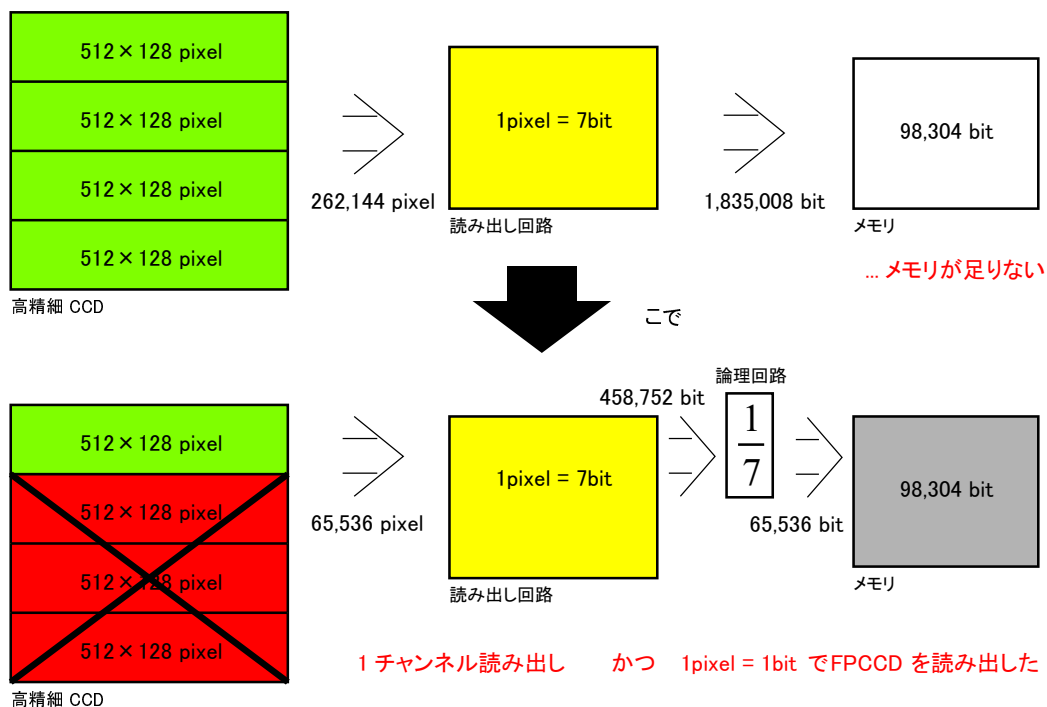 512×128 pixel
512×128 pixel
512×128 pixel
512×128 pixel
高精細 CCD
262,144 pixel
1pixel = 7bit
読み出し回路
1,835,008 bit
98,304 bit
メモリ
... メモリが足りない
こで
512×128 pixel
512×128 pixel
512×128 pixel
512×128 pixel
高精細 CCD
65,536 pixel
1pixel = 7bit
読み出し回路
458,752 bit
論理回路
1
7
65,536 bit
98,304 bit
メモリ
1 チャンネル読み出し かつ 1pixel = 1bit でFPCCD を読み出した